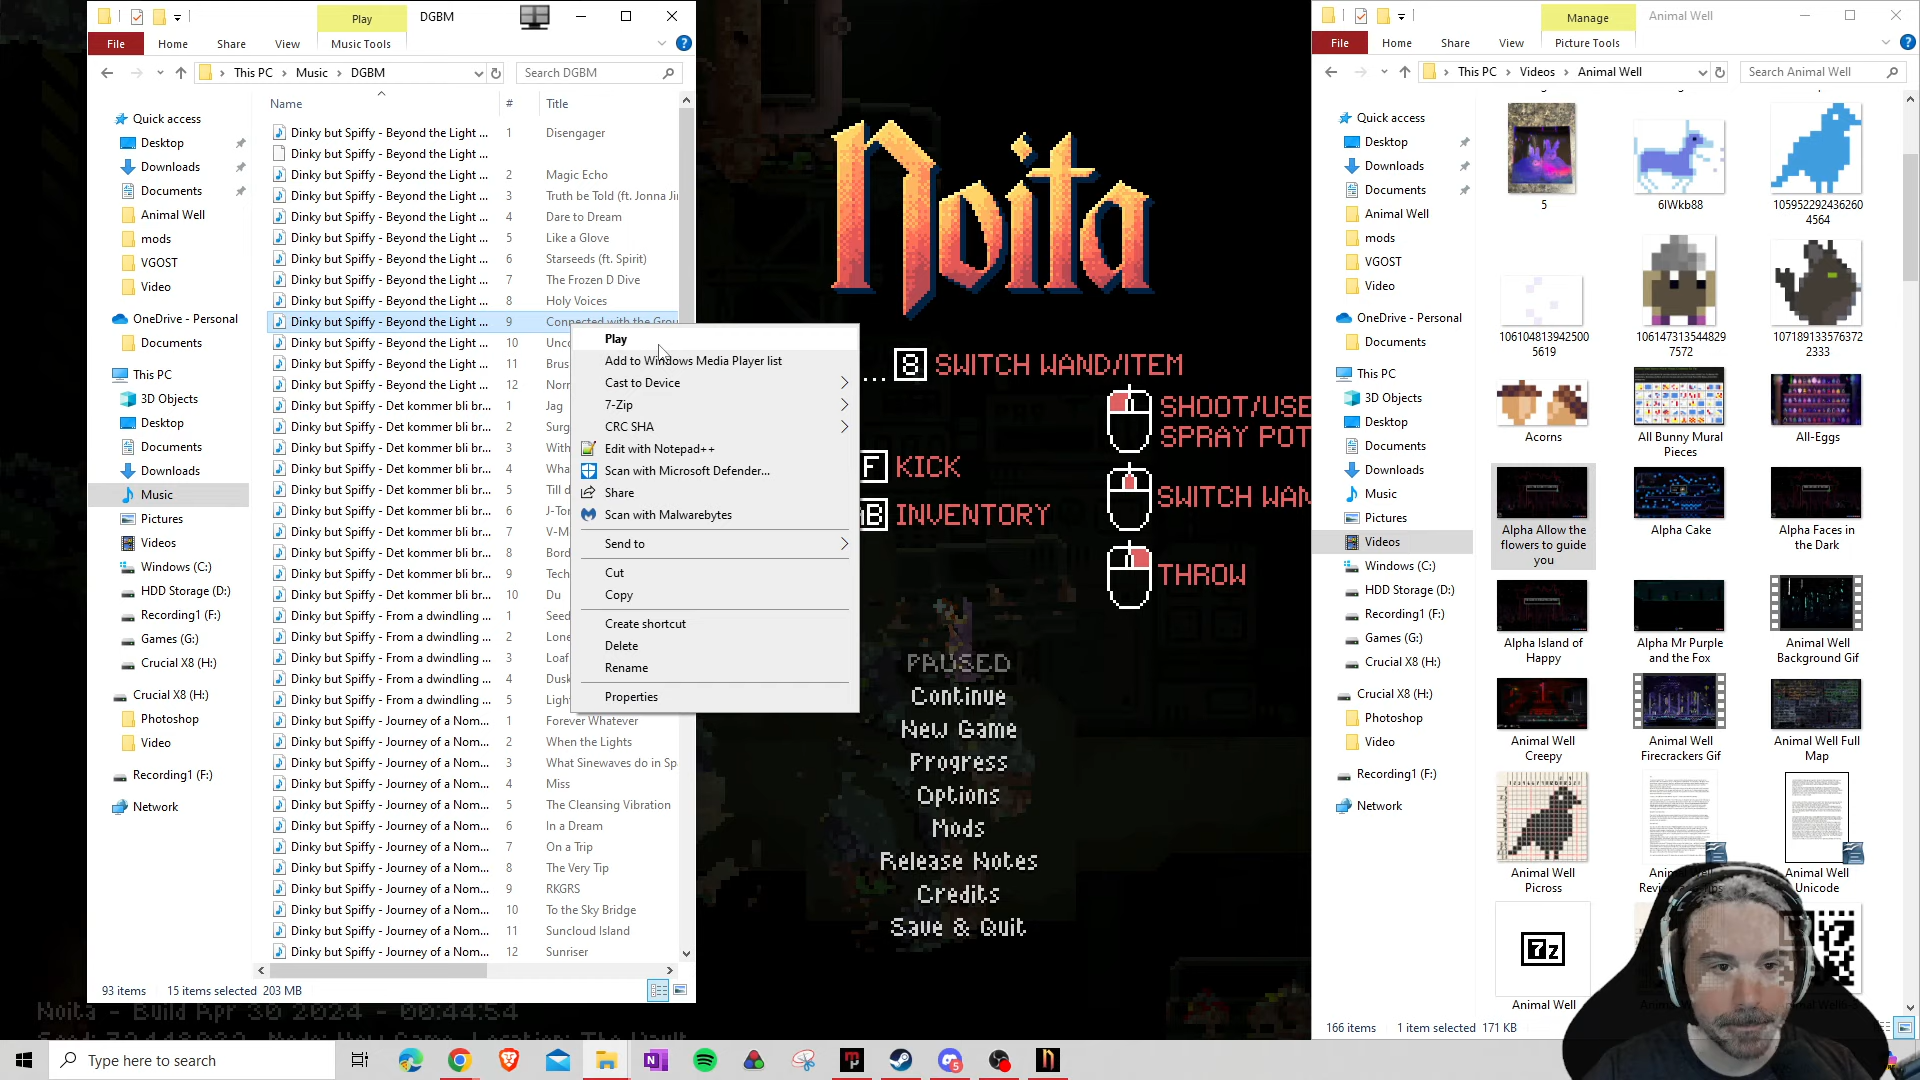 Play
DGBM
File
Home
Share
View
Music Tools
This PC
Music
DGBM
Search DGBM
Name
#
Title
Quick access
Desktop
Downloads
Documents
Animal Well
mods
VGOST
Video
OneDrive - Personal
Documents
This PC
3D Objects
Desktop
Documents
Downloads
Music
Pictures
Videos
Windows (C:)
HDD Storage (D:)
Recording1 (F:)
Games (G:)
Crucial X8 (H:)
Crucial X8 (H:)
Photoshop
Video
Recording1 (F:)
Network
Dinky but Spiffy - Beyond the Light ... 1 Disengager
Dinky but Spiffy - Beyond the Light ...
Dinky but Spiffy - Beyond the Light ... 2 Magic Echo
Dinky but Spiffy - Beyond the Light ... 3 Truth be Told (ft. Jonna Ji
Dinky but Spiffy - Beyond the Light ... 4 Dare to Dream
Dinky but Spiffy - Beyond the Light ... 5 Like a Glove
Dinky but Spiffy - Beyond the Light ... 6 Starseeds (ft. Spirit)
Dinky but Spiffy - Beyond the Light ... 7 The Frozen D Dive
Dinky but Spiffy - Beyond the Light ... 8 Holy Voices
Dinky but Spiffy - Beyond the Light ... 9 Connected with the Grou
Dinky but Spiffy - Beyond the Light ... 10 Unc
Dinky but Spiffy - Beyond the Light ... 11 Brus
Dinky but Spiffy - Beyond the Light ... 12 Norr
Dinky but Spiffy - Det kommer bli br... 1 Jag
Dinky but Spiffy - Det kommer bli br... 2 Surg
Dinky but Spiffy - Det kommer bli br... 3 With
Dinky but Spiffy - Det kommer bli br... 4 Wha
Dinky but Spiffy - Det kommer bli br... 5 Till d
Dinky but Spiffy - Det kommer bli br... 6 J-Ton
Dinky but Spiffy - Det kommer bli br... 7 V-M
Dinky but Spiffy - Det kommer bli br... 8 Bord
Dinky but Spiffy - Det kommer bli br... 9 Tech
Dinky but Spiffy - Det kommer bli br... 10 Du
Dinky but Spiffy - From a dwindling ... 1 Seed
Dinky but Spiffy - From a dwindling ... 2 Lone
Dinky but Spiffy - From a dwindling ... 3 Loaf
Dinky but Spiffy - From a dwindling ... 4 Dusk
Dinky but Spiffy - From a dwindling ... 5 Light
Dinky but Spiffy - Journey of a Nom... 1 Forever Whatever
Dinky but Spiffy - Journey of a Nom... 2 When the Lights
Dinky but Spiffy - Journey of a Nom... 3 What Sinewaves do in Sp
Dinky but Spiffy - Journey of a Nom... 4 Miss
Dinky but Spiffy - Journey of a Nom... 5 The Cleansing Vibration
Dinky but Spiffy - Journey of a Nom... 6 In a Dream
Dinky but Spiffy - Journey of a Nom... 7 On a Trip
Dinky but Spiffy - Journey of a Nom... 8 The Very Tip
Dinky but Spiffy - Journey of a Nom... 9 RKGRS
Dinky but Spiffy - Journey of a Nom... 10 To the Sky Bridge
Dinky but Spiffy - Journey of a Nom... 11 Suncloud Island
Dinky but Spiffy - Journey of a Nom... 12 Sunriser
93 items
15 items selected 203 MB
Play
Add to Windows Media Player list
Cast to Device
7-Zip
CRC SHA
Edit with Notepad++
Scan with Microsoft Defender...
Share
Scan with Malwarebytes
Send to
Cut
Copy
Create shortcut
Delete
Rename
Properties
Noita
... 8 SWITCH WAND/ITEM
SHOOT/USE
SPRAY POT
F KICK
SWITCH WAN
INVENTORY
THROW
PAUSED
Continue
New Game
Progress
Options
Mods
Release Notes
Credits
Save & Quit
Noita - Build Apr 30 2024 - 00:44:54
Manage
Animal Well
File
Home
Share
View
Picture Tools
This PC
Videos
Animal Well
Search Animal Well
Quick access
Desktop
Downloads
Documents
Animal Well
mods
VGOST
Video
OneDrive - Personal
Documents
This PC
3D Objects
Desktop
Documents
Downloads
Music
Pictures
Videos
Windows (C:)
HDD Storage (D:)
Recording1 (F:)
Games (G:)
Crucial X8 (H:)
Crucial X8 (H:)
Photoshop
Video
Recording1 (F:)
Network
5
6lWkb88
105952292436260
4564
106104813942500
5619
106147313544829
7572
107189133576372
2333
Acorns
All Bunny Mural
Pieces
All-Eggs
Alpha Allow the
flowers to guide
you
Alpha Cake
Alpha Faces in
the Dark
Alpha Island of
Happy
Alpha Mr Purple
and the Fox
Animal Well
Background Gif
Animal Well
Creepy
Animal Well
Firecrackers Gif
Animal Well Full
Map
Animal Well
Picross
Animal Well
Unicode
7z
Animal Well
166 items
1 item selected 171 KB
Type here to search
5